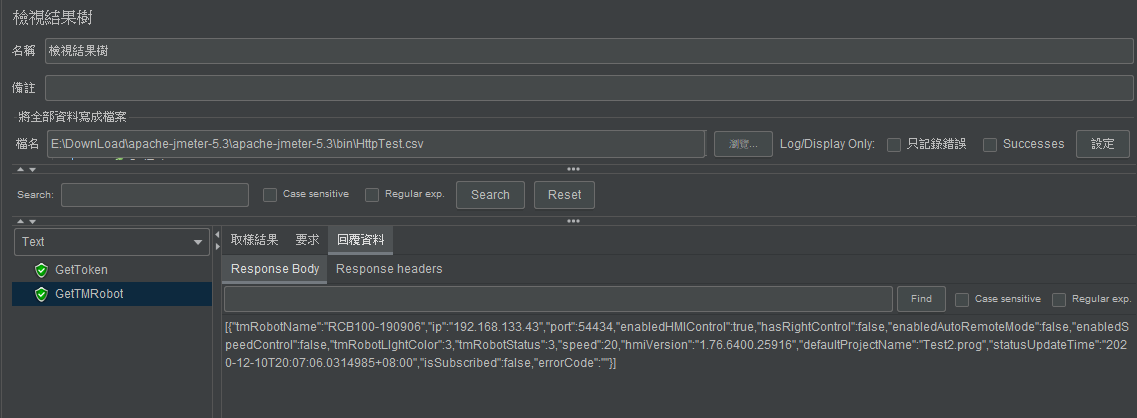 檢視結果樹
名稱 檢視結果樹
備註
將全部資料寫成檔案
檔名 E:\DownLoad\apache-jmeter-5.3\apache-jmeter-5.3\bin\HttpTest.csv 瀏覽... Log/Display Only: 只記錄錯誤 Successes 設定
Search: Case sensitive Regular exp. Search Reset
Text 取樣結果 要求 回覆資料
GetToken Response Body Response headers
GetTMRobot Find Case sensitive Regular exp.
[{"tmRobotName":"RCB100-190906","ip":"192.168.133.43","port":54434,"enabledHMIControl":true,"hasRightControl":false,"enabledAutoRemoteMode":false,"enabledS
peedControl":false,"tmRobotLIghtColor":3,"tmRobotStatus":3,"speed":20,"hmiVersion":"1.76.6400.25916","defaultProjectName":"Test2.prog","statusUpdateTime":"202
0-12-10T20:07:06.0314985+08:00","isSubscribed":false,"errorCode":""}]